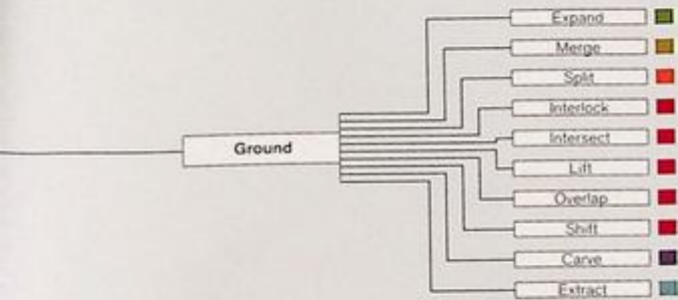 Expand
Merge
Split
Interlock
Ground
Intersect
Lift
Overlap
Shift
Carve
Extract